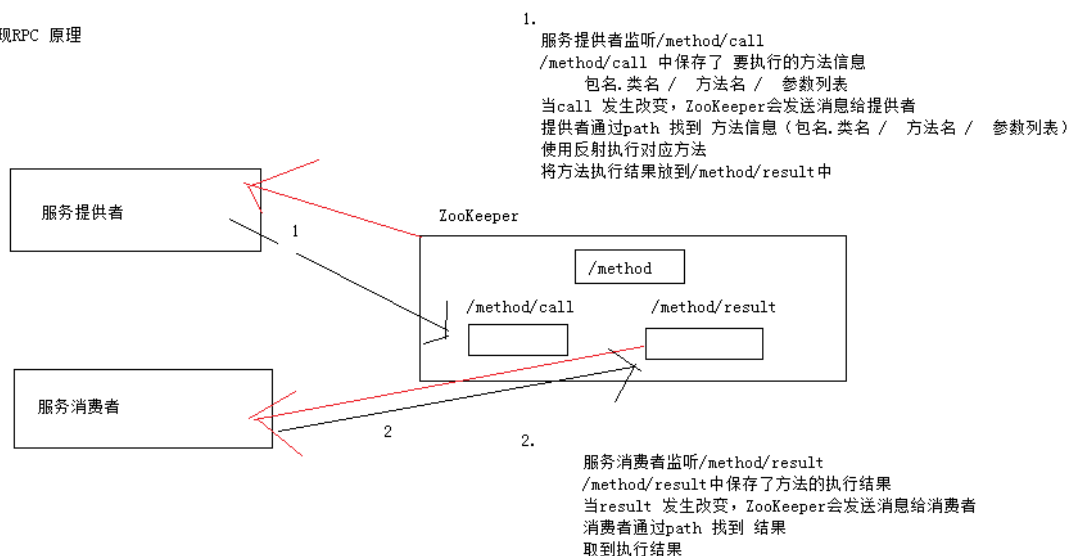 现RPC 原理
1.
服务提供者监听/method/call
/method/call 中保存了 要执行的方法信息
包名.类名 / 方法名 / 参数列表
当call 发生改变，ZooKeeper会发送消息给提供者
提供者通过path 找到 方法信息（包名.类名 / 方法名 / 参数列表）
使用反射执行对应方法
将方法执行结果放到/method/result中
服务提供者
1
ZooKeeper
/method
/method/call
/method/result
服务消费者
2
2.
服务消费者监听/method/result
/method/result中保存了方法的执行结果
当result 发生改变，ZooKeeper会发送消息给消费者
消费者通过path 找到 结果
取到执行结果